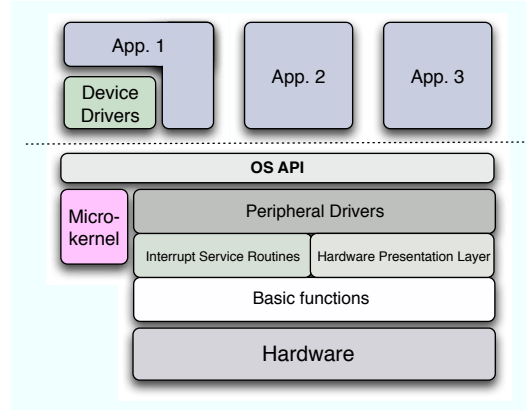 App. 1
Device
Drivers
App. 2
App. 3
OS API
Micro-
kernel
Peripheral Drivers
Interrupt Service Routines
Hardware Presentation Layer
Basic functions
Hardware